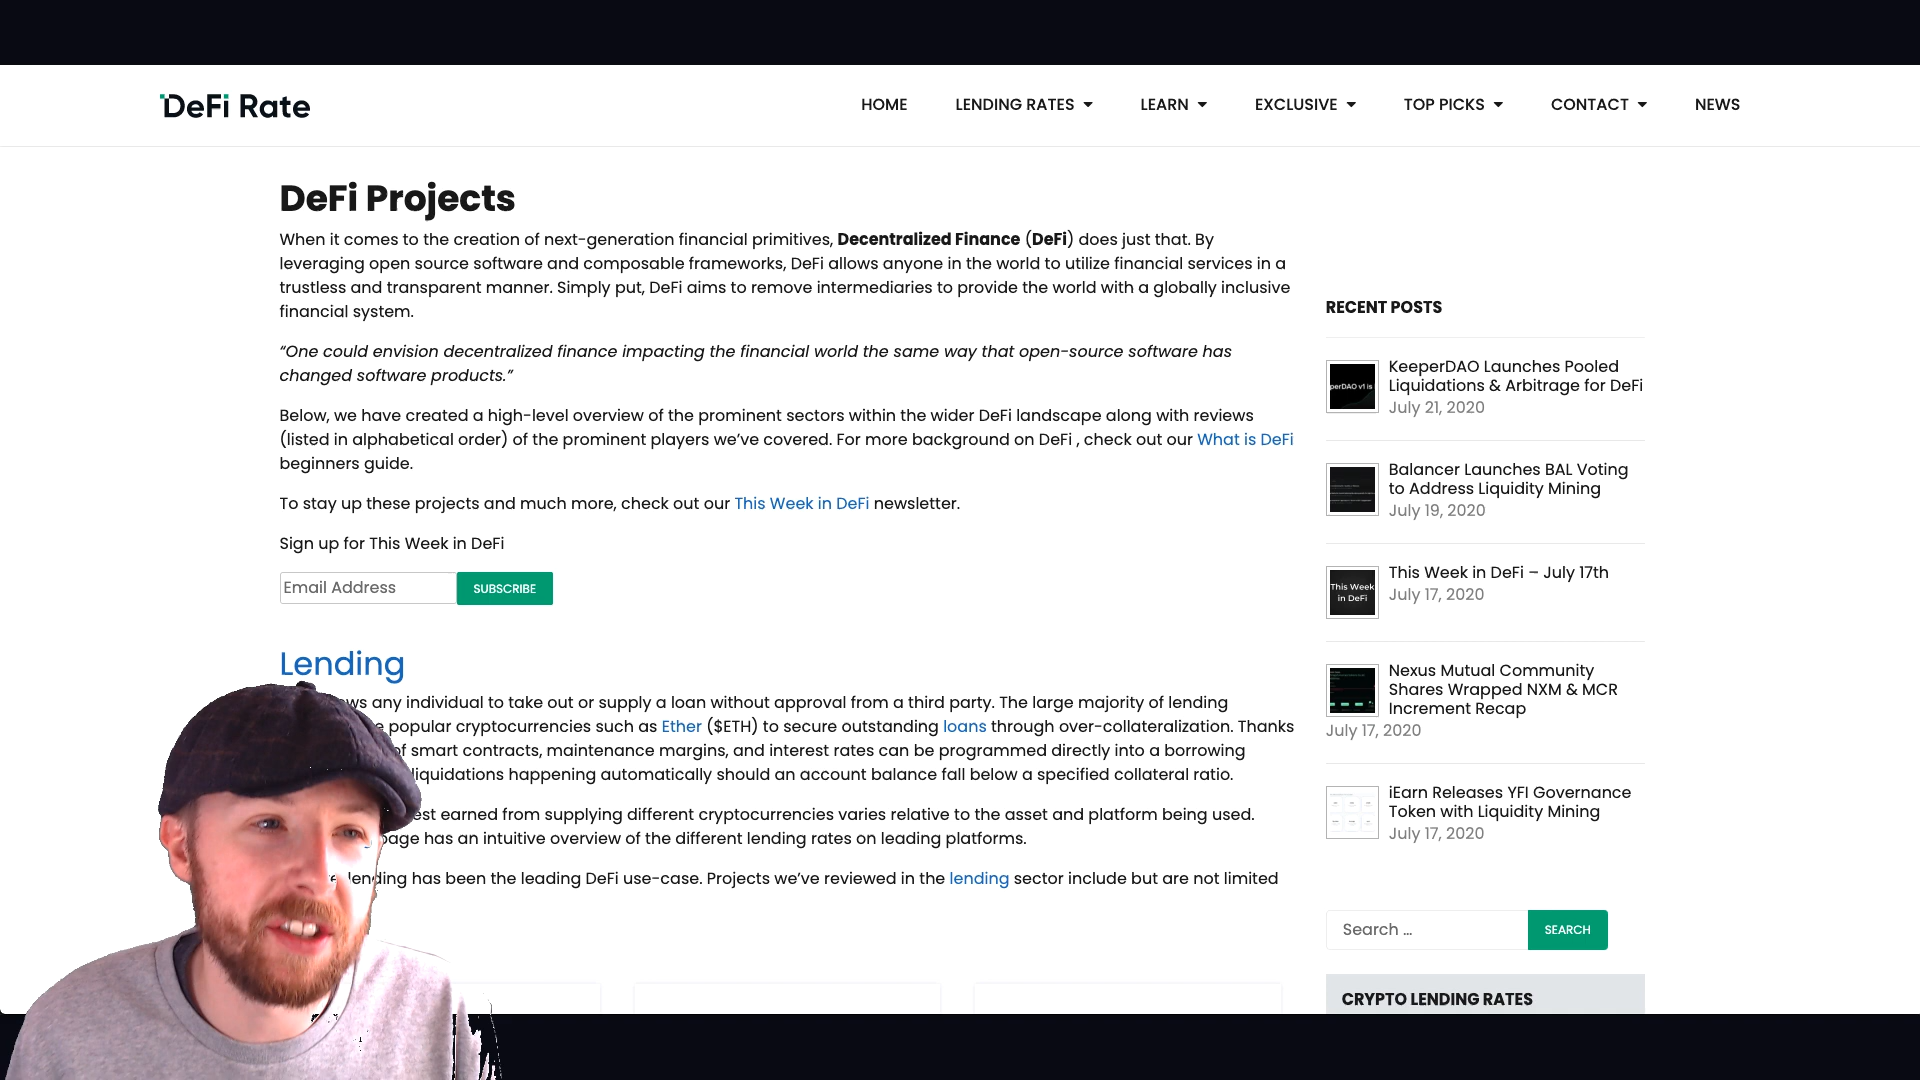 DeFi Rate
HOME
LENDING RATES
LEARN
EXCLUSIVE
TOP PICKS
CONTACT
NEWS
DeFi Projects
When it comes to the creation of next-generation financial primitives, Decentralized Finance (DeFi) does just that. By
leveraging open source software and composable frameworks, DeFi allows anyone in the world to utilize financial services in a
trustless and transparent manner. Simply put, DeFi aims to remove intermediaries to provide the world with a globally inclusive
financial system.
“One could envision decentralized finance impacting the financial world the same way that open-source software has
changed software products.”
Below, we have created a high-level overview of the prominent sectors within the wider DeFi landscape along with reviews
(listed in alphabetical order) of the prominent players we’ve covered. For more background on DeFi , check out our What is DeFi
beginners guide.
To stay up these projects and much more, check out our This Week in DeFi newsletter.
Sign up for This Week in DeFi
Email Address
SUBSCRIBE
Lending
any individual to take out or supply a loan without approval from a third party. The large majority of lending
popular cryptocurrencies such as Ether ($ETH) to secure outstanding loans through over-collateralization. Thanks
of smart contracts, maintenance margins, and interest rates can be programmed directly into a borrowing
liquidations happening automatically should an account balance fall below a specified collateral ratio.
earned from supplying different cryptocurrencies varies relative to the asset and platform being used.
page has an intuitive overview of the different lending rates on leading platforms.
lending has been the leading DeFi use-case. Projects we’ve reviewed in the lending sector include but are not limited
RECENT POSTS
perDAO v1 is
KeeperDAO Launches Pooled
Liquidations & Arbitrage for DeFi
July 21, 2020
Balancer Launches BAL Voting
to Address Liquidity Mining
July 19, 2020
This Week
in DeFi
This Week in DeFi – July 17th
July 17, 2020
Nexus Mutual Community
Shares Wrapped NXM & MCR
Increment Recap
July 17, 2020
iEarn Releases YFI Governance
Token with Liquidity Mining
July 17, 2020
Search ...
SEARCH
CRYPTO LENDING RATES